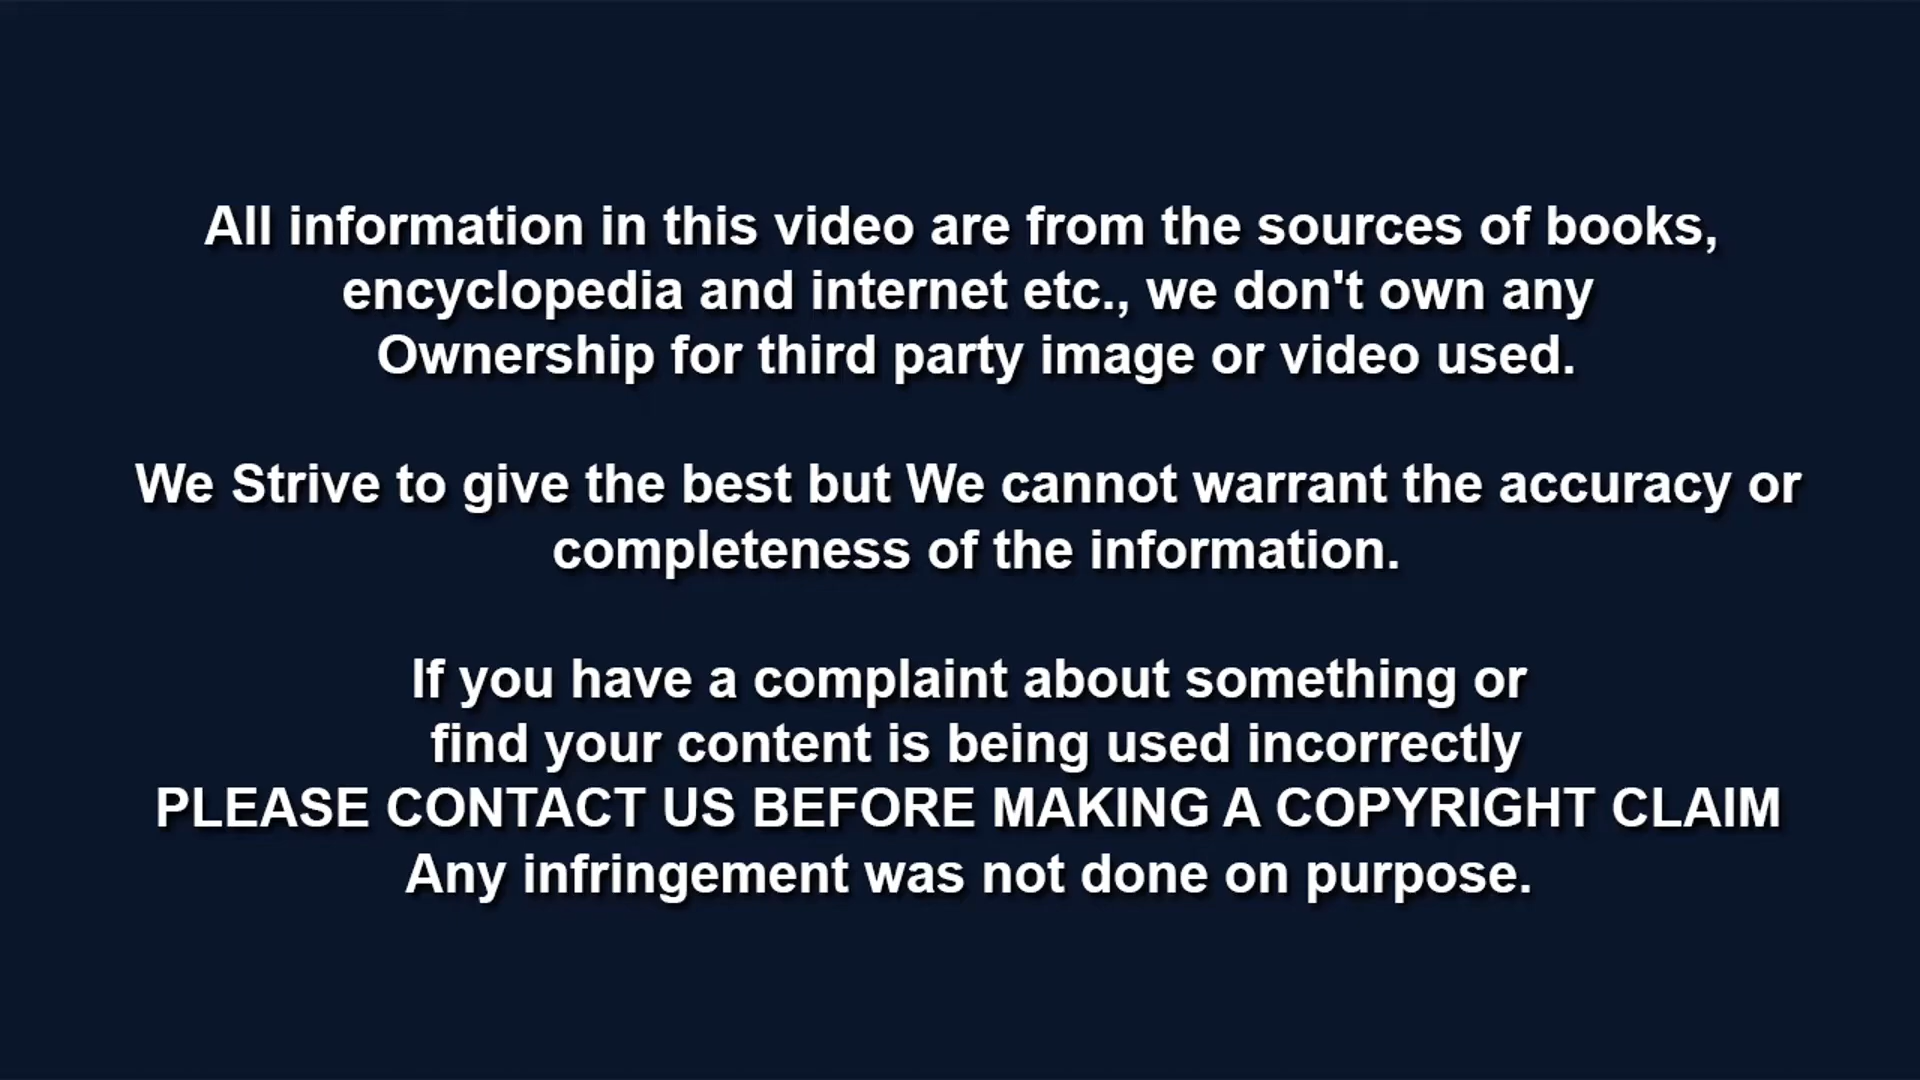 All information in this video are from the sources of books,
encyclopedia and internet etc., we don't own any
Ownership for third party image or video used.
We Strive to give the best but We cannot warrant the accuracy or
completeness of the information.
If you have a complaint about something or
find your content is being used incorrectly
PLEASE CONTACT US BEFORE MAKING A COPYRIGHT CLAIM
Any infringement was not done on purpose.